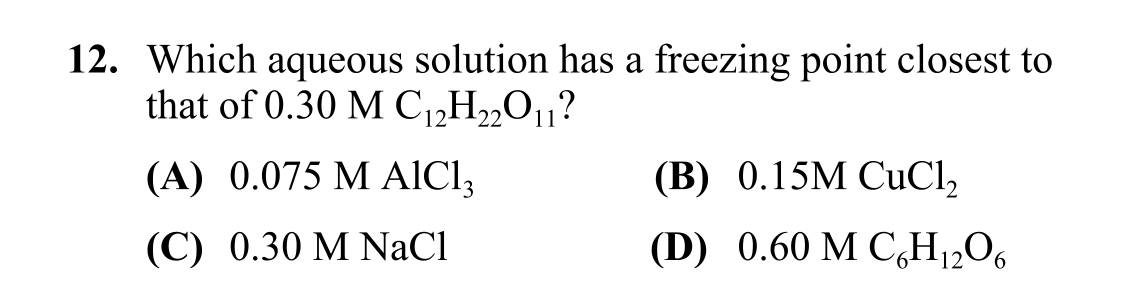 12. Which aqueous solution has a freezing point closest to
that of 0.30 M C₁₂H₂₂O₁₁?
(A) 0.075 M AlCl₃ (B) 0.15M CuCl₂
(C) 0.30 M NaCl (D) 0.60 M C₆H₁₂O₆